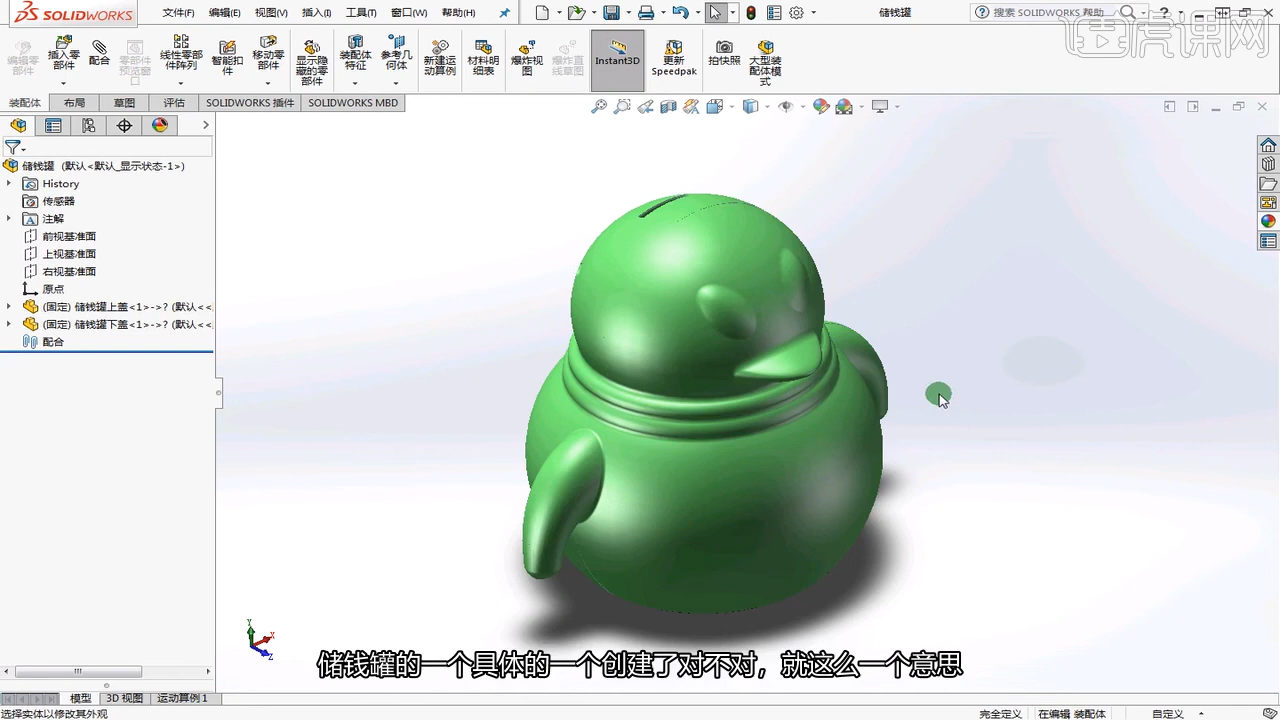 SOLIDWORKS 文件(F) 编辑(E) 视图(V) 插入(I) 工具(T) 窗口(W) 帮助(H) 储钱罐 搜索 SOLIDWORKS 帮助
虎课网
编辑零部件 插入零部件 配合 零部件预览窗口 线性零部件阵列 智能扣件 移动零部件 显示隐藏的零部件 装配体特征 参考几何体 新建运动算例 材料明细表 爆炸视图 爆炸直线草图 Instant3D 更新 Speedpak 拍快照 大型装配体模式
装配体 布局 草图 评估 SOLIDWORKS 插件 SOLIDWORKS MBD
储钱罐 (默认<默认_显示状态-1>)
History
传感器
注解
前视基准面
上视基准面
右视基准面
原点
(固定) 储钱罐上盖<1>->? (默认<<
(固定) 储钱罐下盖<1>->? (默认<<
配合
Y
X
Z
储钱罐的一个具体的一个创建了对不对，就这么一个意思
模型 3D 视图 运动算例 1
选择实体以修改其外观 完全定义 在编辑 装配体 自定义